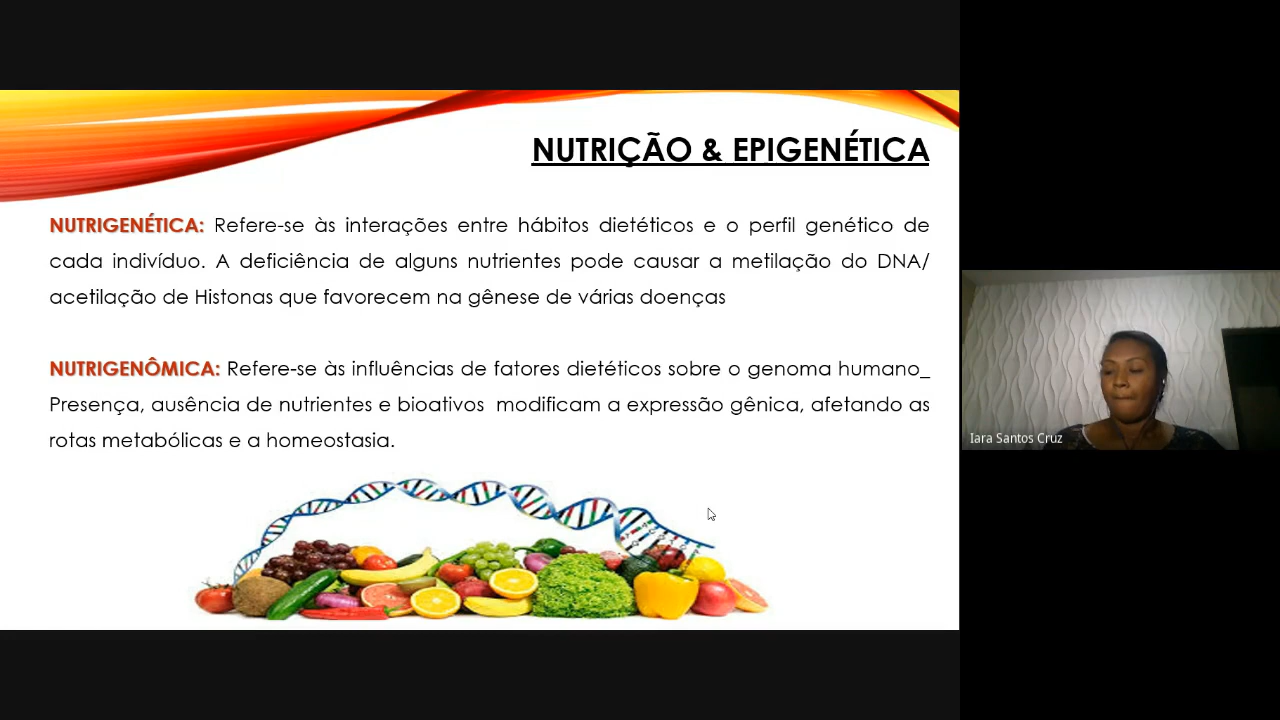 NUTRIÇÃO & EPIGENÉTICA
NUTRIGENÉTICA: Refere-se às interações entre hábitos dietéticos e o perfil genético de
cada indivíduo. A deficiência de alguns nutrientes pode causar a metilação do DNA/
acetilação de Histonas que favorecem na gênese de várias doenças
NUTRIGENÔMICA: Refere-se às influências de fatores dietéticos sobre o genoma humano_
Presença, ausência de nutrientes e bioativos modificam a expressão gênica, afetando as
rotas metabólicas e a homeostasia.
Iara Santos Cruz